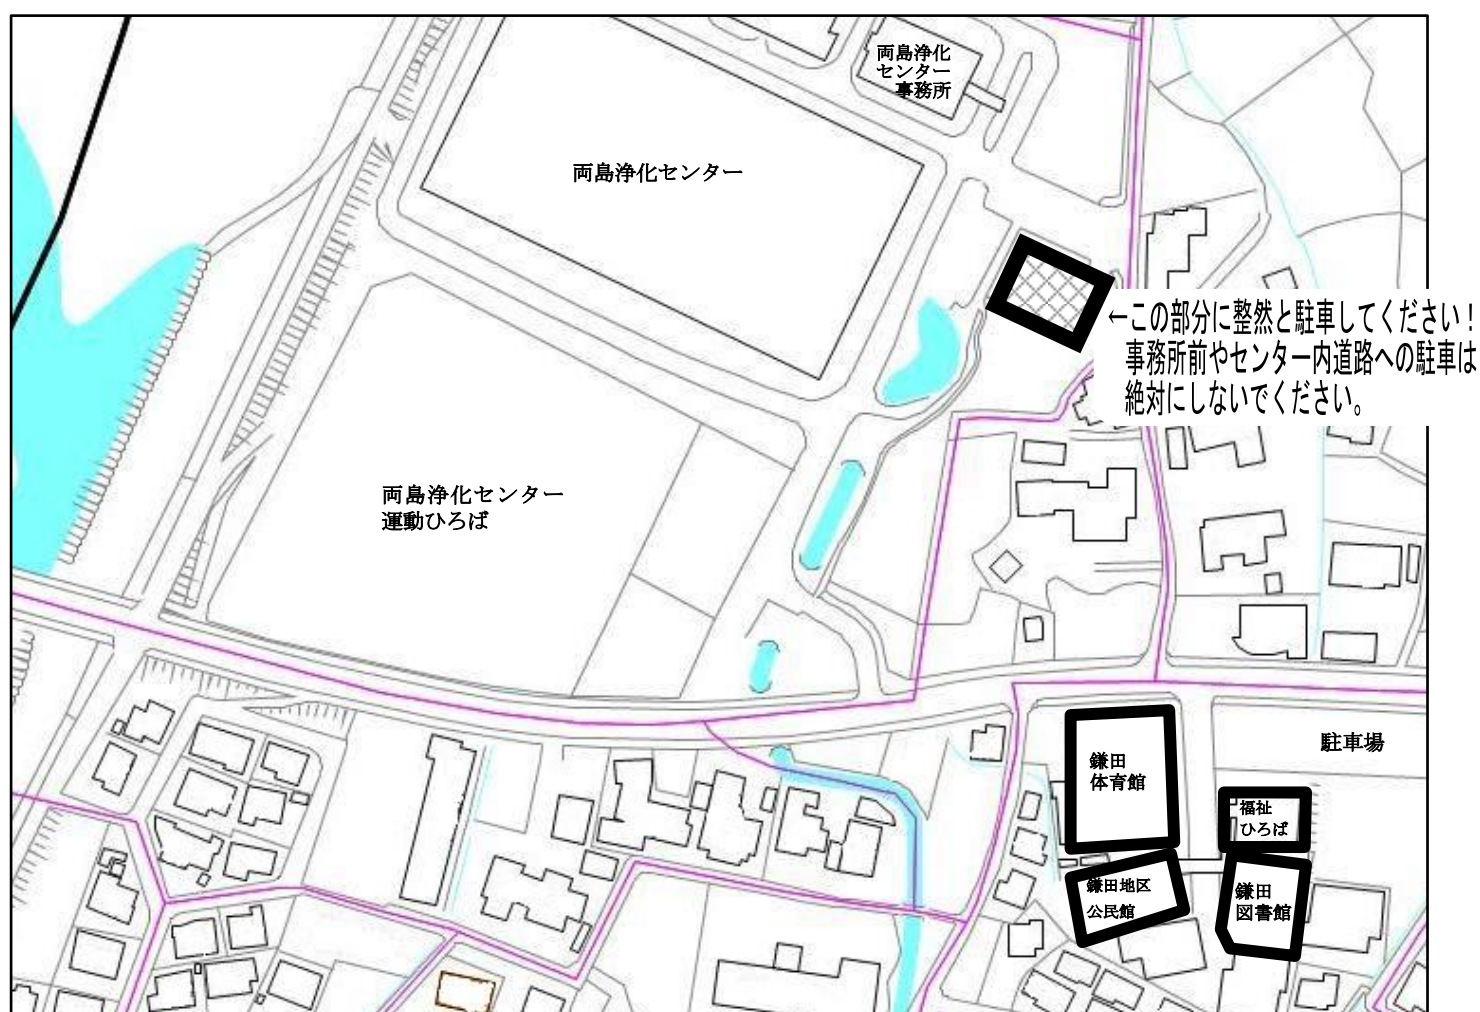 両島浄化
センター
事務所
両島浄化センター
←この部分に整然と駐車してください！
事務所前やセンター内道路への駐車は
絶対にしないでください。
両島浄化センター
運動ひろば
駐車場
鎌田
体育館
福祉
ひろば
鎌田地区
公民館
鎌田
図書館